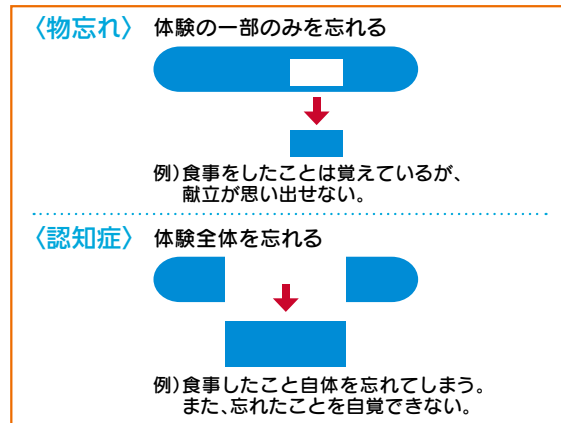 〈物忘れ〉 体験の一部のみを忘れる
例)食事をしたことは覚えているが、
献立が思い出せない。
〈認知症〉 体験全体を忘れる
例)食事したこと自体を忘れてしまう。
また、忘れたことを自覚できない。